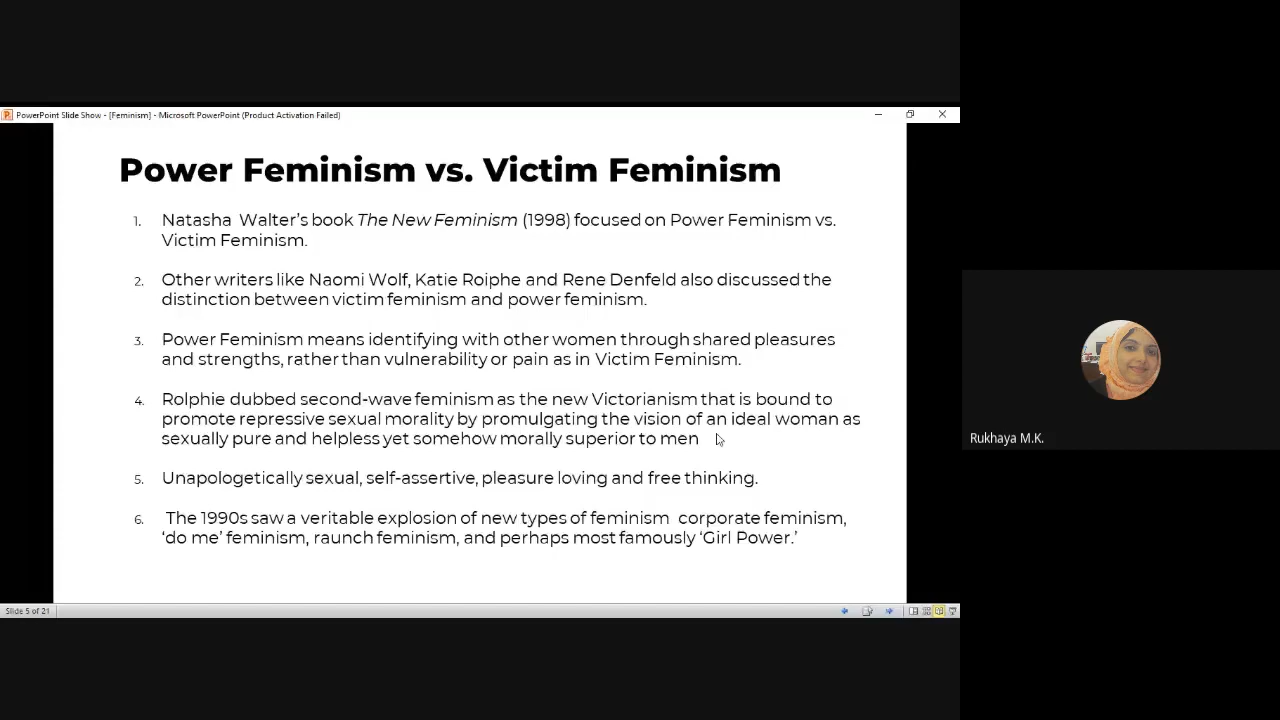 PowerPoint Slide Show - [Feminism] - Microsoft PowerPoint (Product Activation Failed)
Power Feminism vs. Victim Feminism
1. Natasha Walter's book The New Feminism (1998) focused on Power Feminism vs.
Victim Feminism.
2. Other writers like Naomi Wolf, Katie Roiphe and Rene Denfeld also discussed the
distinction between victim feminism and power feminism.
3. Power Feminism means identifying with other women through shared pleasures
and strengths, rather than vulnerability or pain as in Victim Feminism.
4. Rolphie dubbed second-wave feminism as the new Victorianism that is bound to
promote repressive sexual morality by promulgating the vision of an ideal woman as
sexually pure and helpless yet somehow morally superior to men
5. Unapologetically sexual, self-assertive, pleasure loving and free thinking.
6. The 1990s saw a veritable explosion of new types of feminism corporate feminism,
‘do me’ feminism, raunch feminism, and perhaps most famously ‘Girl Power.’
Slide 5 of 21
Rukhaya M.K.